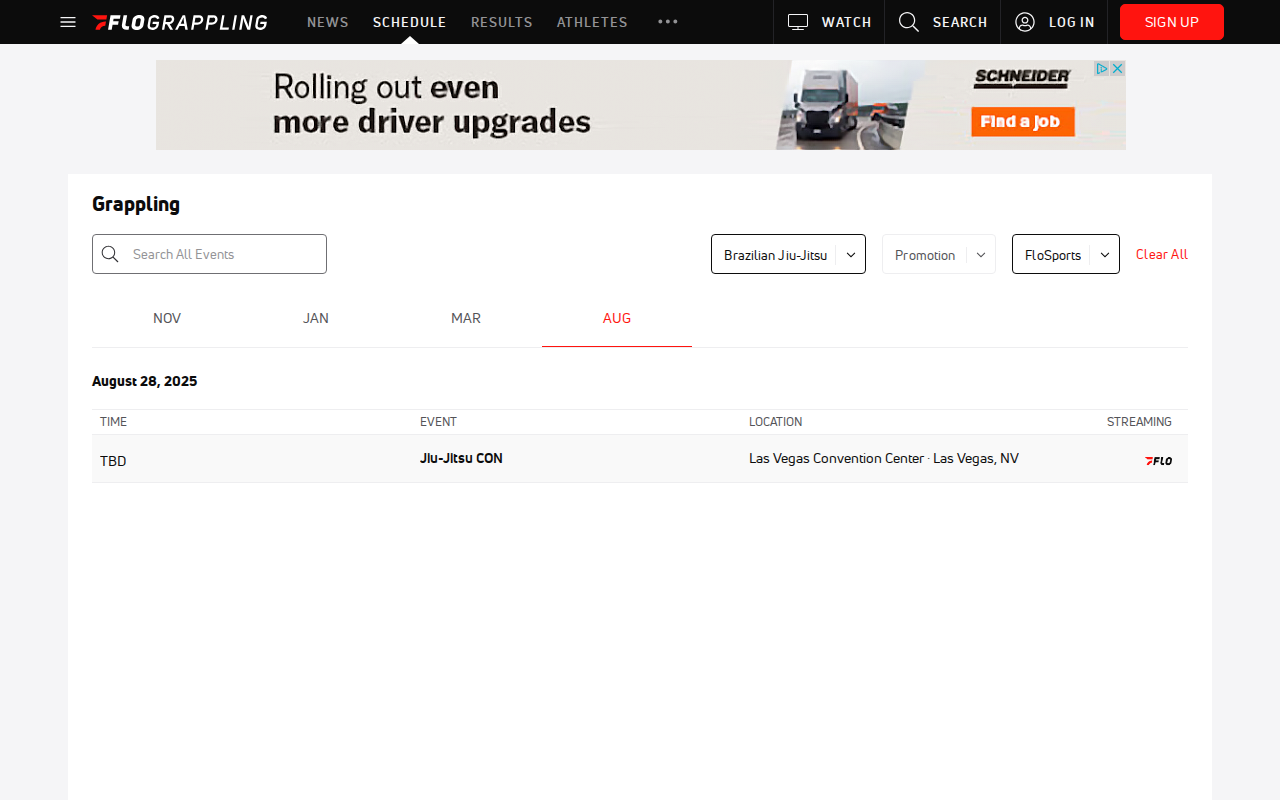 FLOGRAPPLING NEWS SCHEDULE RESULTS ATHLETES WATCH SEARCH LOG IN SIGN UP
Rolling out even
more driver upgrades
SCHNEIDER
Find a job
Grappling
Search All Events Brazilian Jiu-Jitsu Promotion FloSports Clear All
NOV JAN MAR AUG
August 28, 2025
TIME EVENT LOCATION STREAMING
TBD Jiu-Jitsu CON Las Vegas Convention Center · Las Vegas, NV FLO